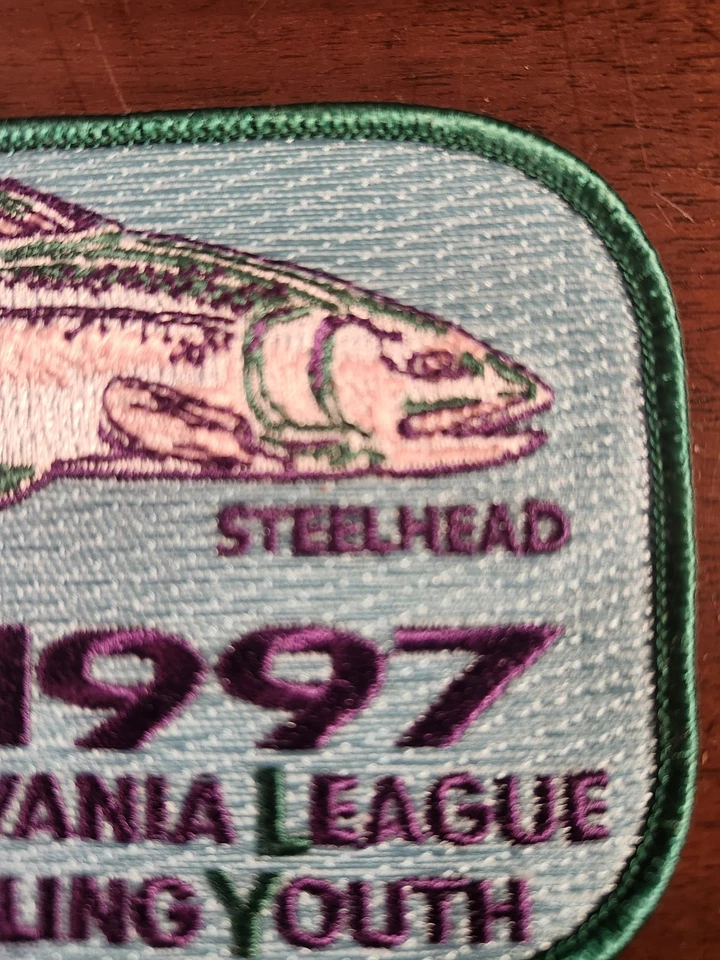 STEELHEAD
1997
VANIA LEAGUE
LING YOUTH